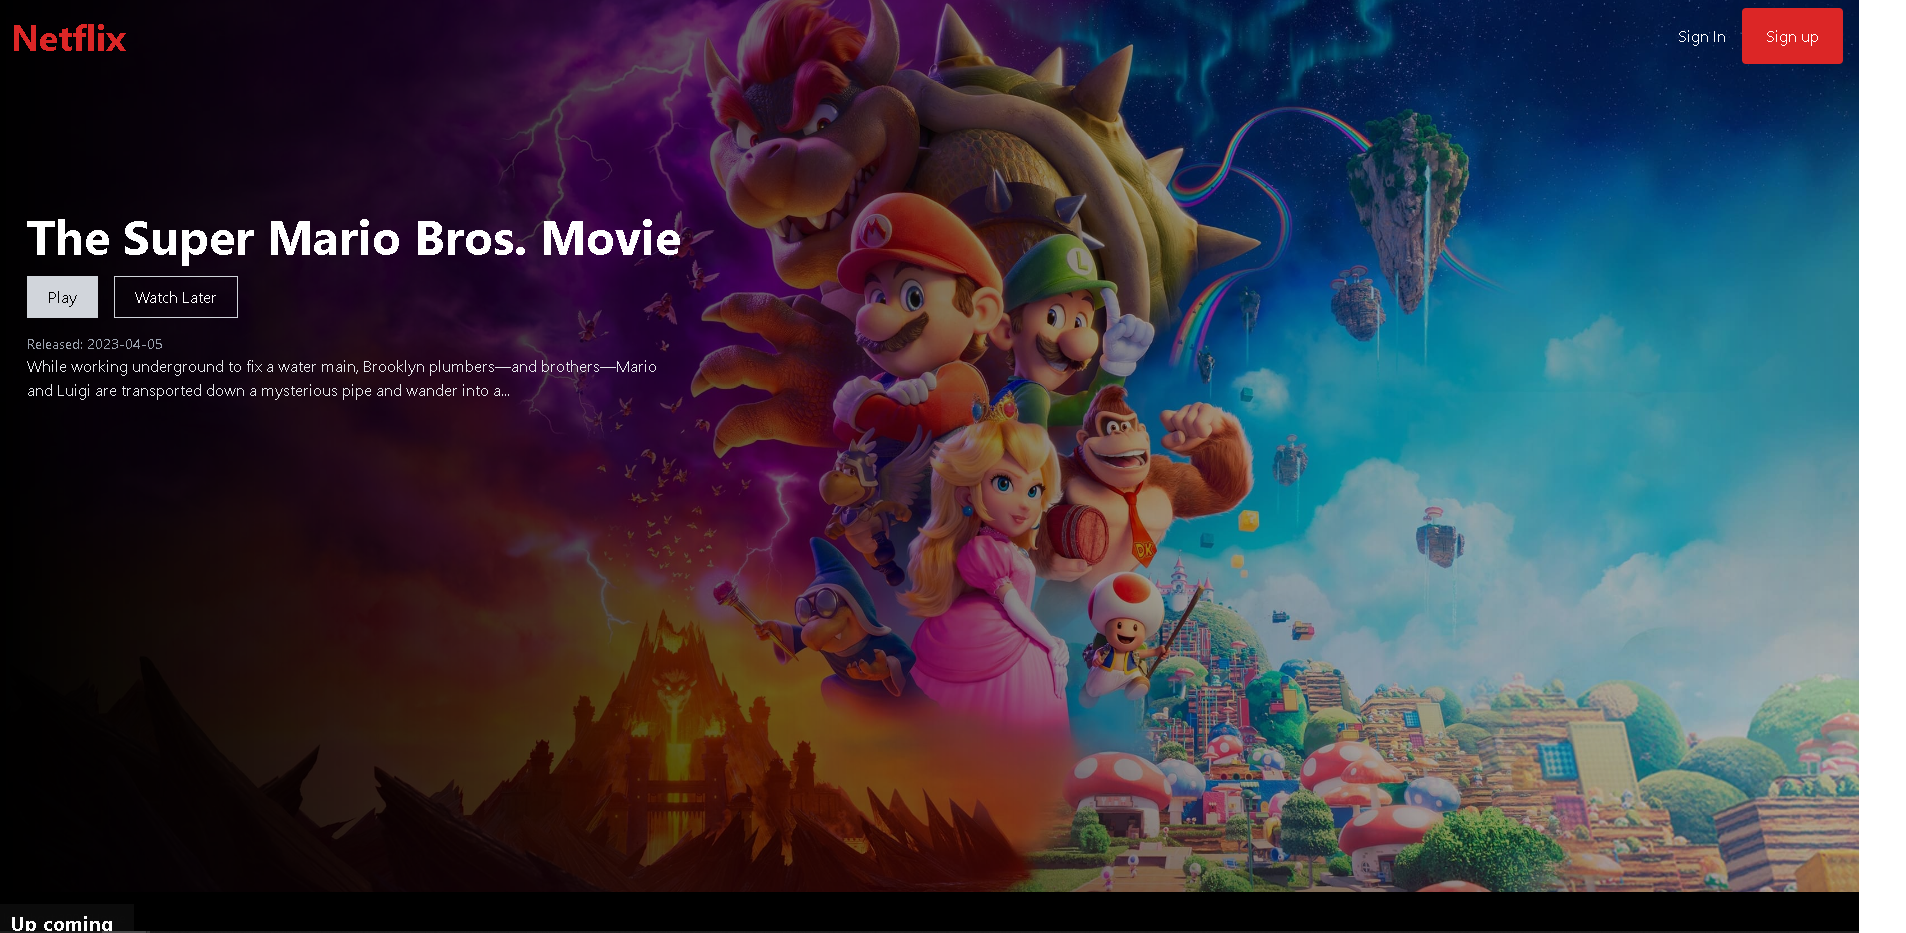 Netflix
Sign In
Sign up
The Super Mario Bros. Movie
Play
Watch Later
Released: 2023-04-05
While working underground to fix a water main, Brooklyn plumbers—and brothers—Mario
and Luigi are transported down a mysterious pipe and wander into a...
M
L
DK
Up coming